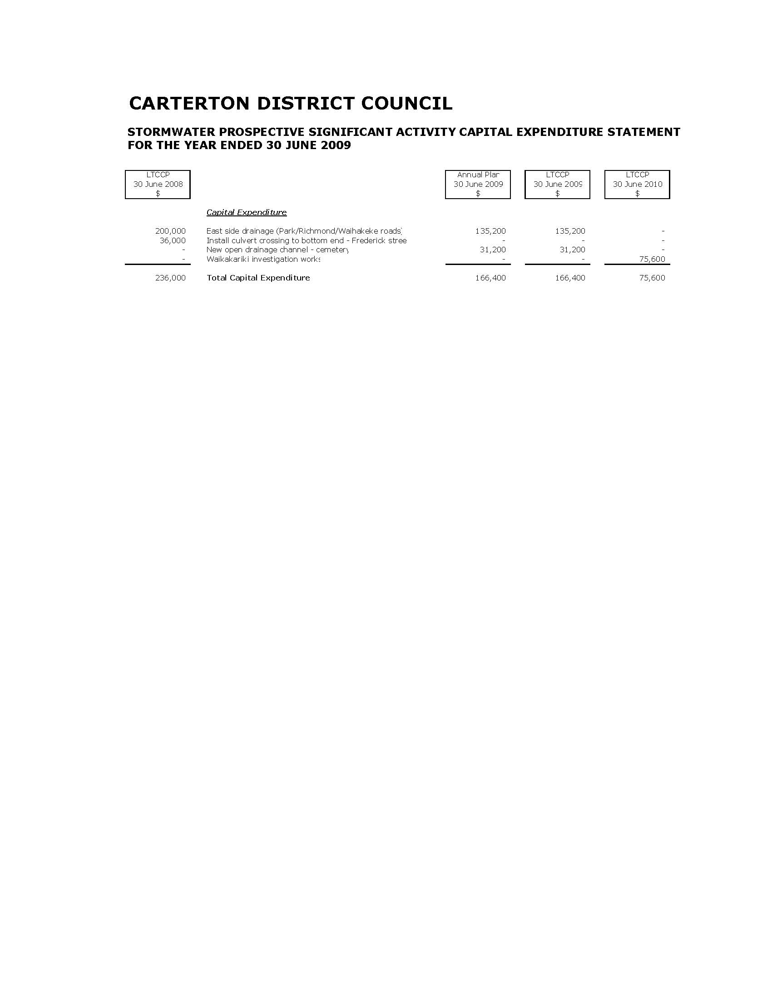 CARTERTON DISTRICT COUNCIL
STORMWATER PROSPECTIVE SIGNIFICANT ACTIVITY CAPITAL EXPENDITURE STATEMENT
FOR THE YEAR ENDED 30 JUNE 2009
LTCCP Annual Plan LTCCP LTCCP
30 June 2008 30 June 2009 30 June 2009 30 June 2010
$ $ $ $
Capital Expenditure
200,000 East side drainage (Park/Richmond/Waihakeke roads) 135,200 135,200 -
36,000 Install culvert crossing to bottom end - Frederick stree - - -
- New open drainage channel - cemetery 31,200 31,200 -
- Waikakariki investigation works - - 75,600
236,000 Total Capital Expenditure 166,400 166,400 75,600